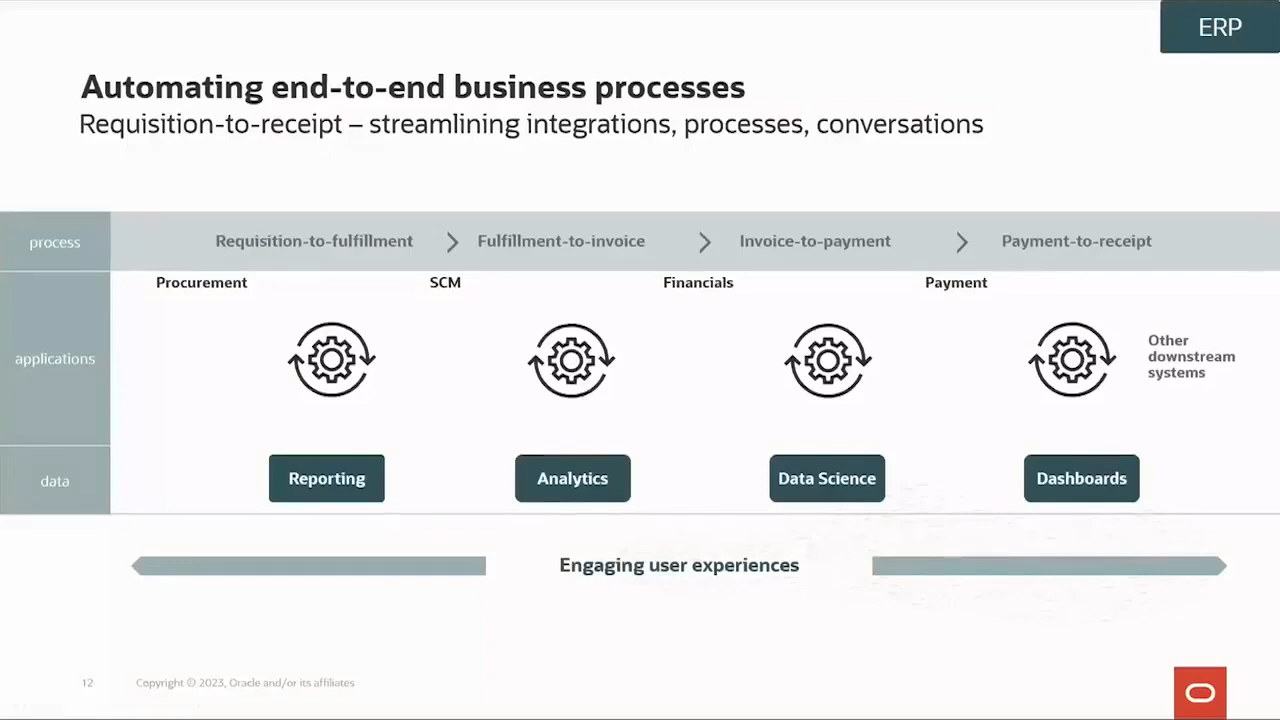 ERP
Automating end-to-end business processes
Requisition-to-receipt – streamlining integrations, processes, conversations
process
Requisition-to-fulfillment
Fulfillment-to-invoice
Invoice-to-payment
Payment-to-receipt
Procurement
SCM
Financials
Payment
applications
Other
downstream
systems
data
Reporting
Analytics
Data Science
Dashboards
Engaging user experiences
12
Copyright © 2023, Oracle and/or its affiliates